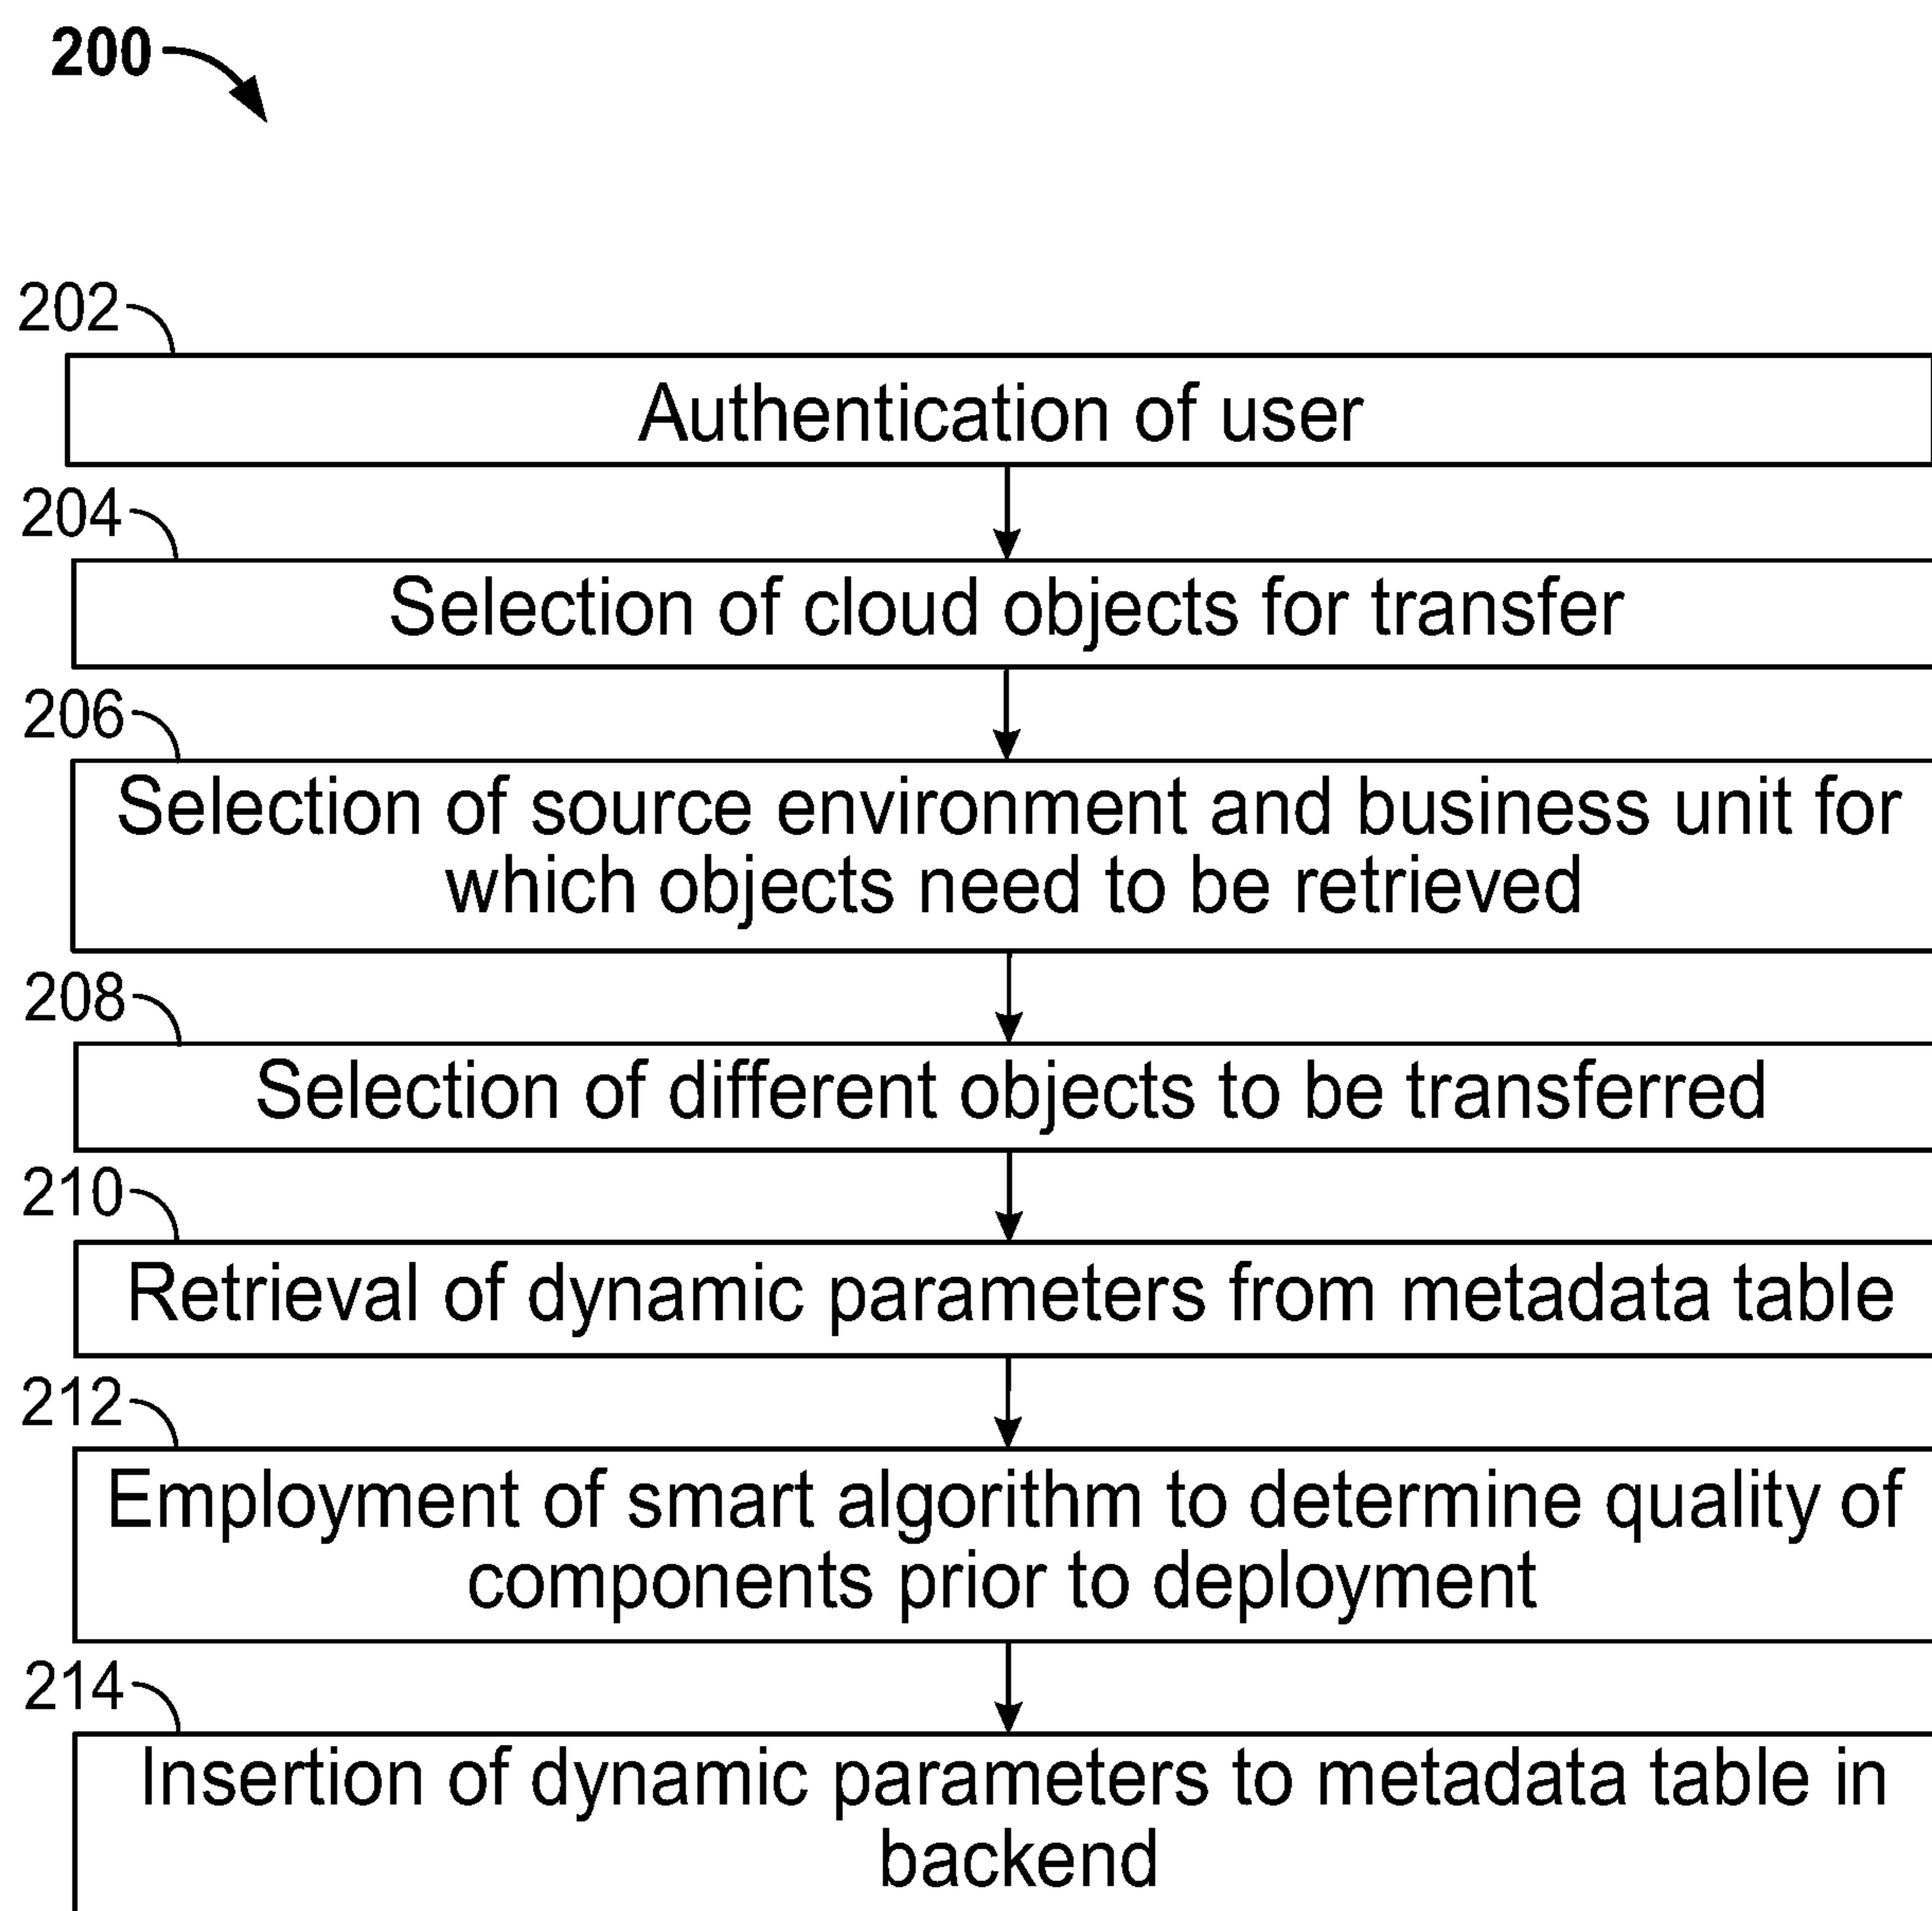 200
202
Authentication of user
204
Selection of cloud objects for transfer
206
Selection of source environment and business unit for
which objects need to be retrieved
208
Selection of different objects to be transferred
210
Retrieval of dynamic parameters from metadata table
212
Employment of smart algorithm to determine quality of
components prior to deployment
214
Insertion of dynamic parameters to metadata table in
backend